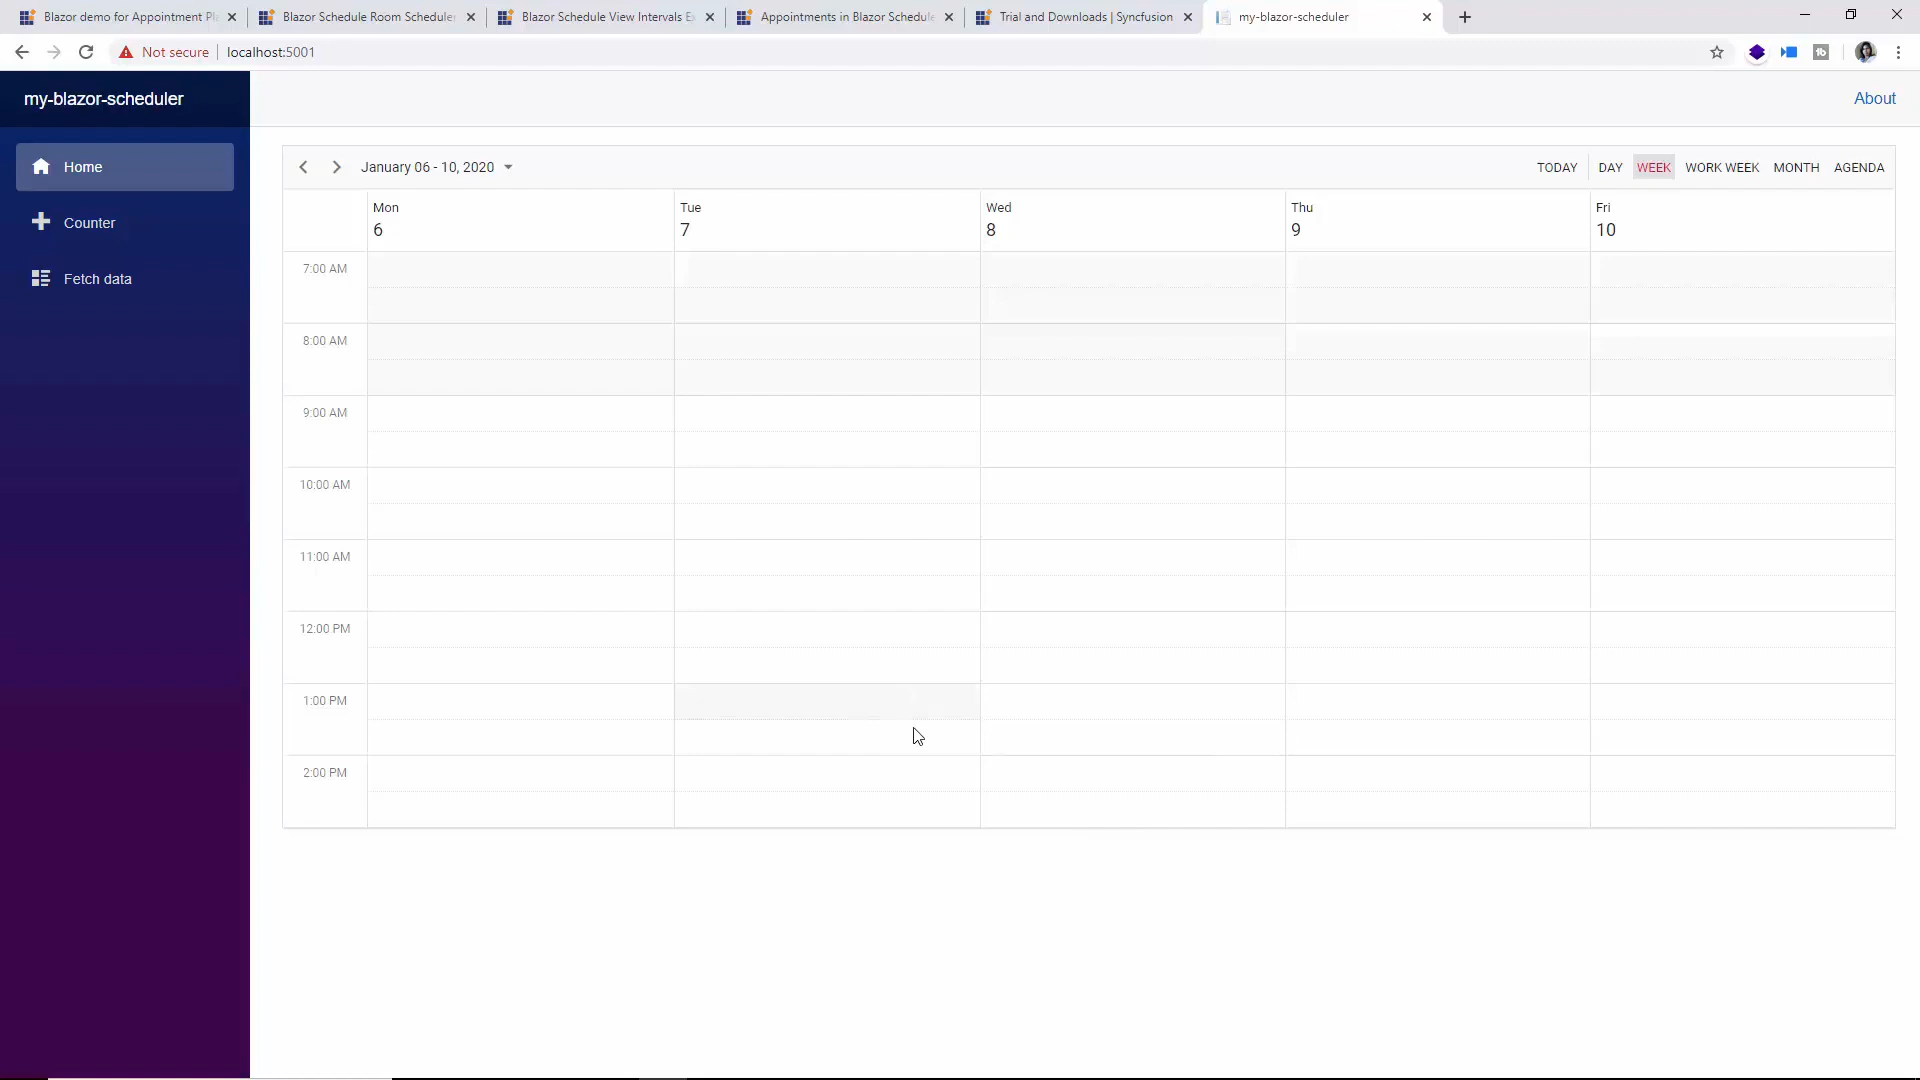 Blazor demo for Appointment Pl
Blazor Schedule Room Scheduler
Blazor Schedule View Intervals Ex
Appointments in Blazor Schedule
Trial and Downloads | Syncfusion
my-blazor-scheduler
Not secure
localhost:5001
my-blazor-scheduler
About
Home
Counter
Fetch data
January 06 - 10, 2020
TODAY
DAY
WEEK
WORK WEEK
MONTH
AGENDA
Mon
6
Tue
7
Wed
8
Thu
9
Fri
10
7:00 AM
8:00 AM
9:00 AM
10:00 AM
11:00 AM
12:00 PM
1:00 PM
2:00 PM